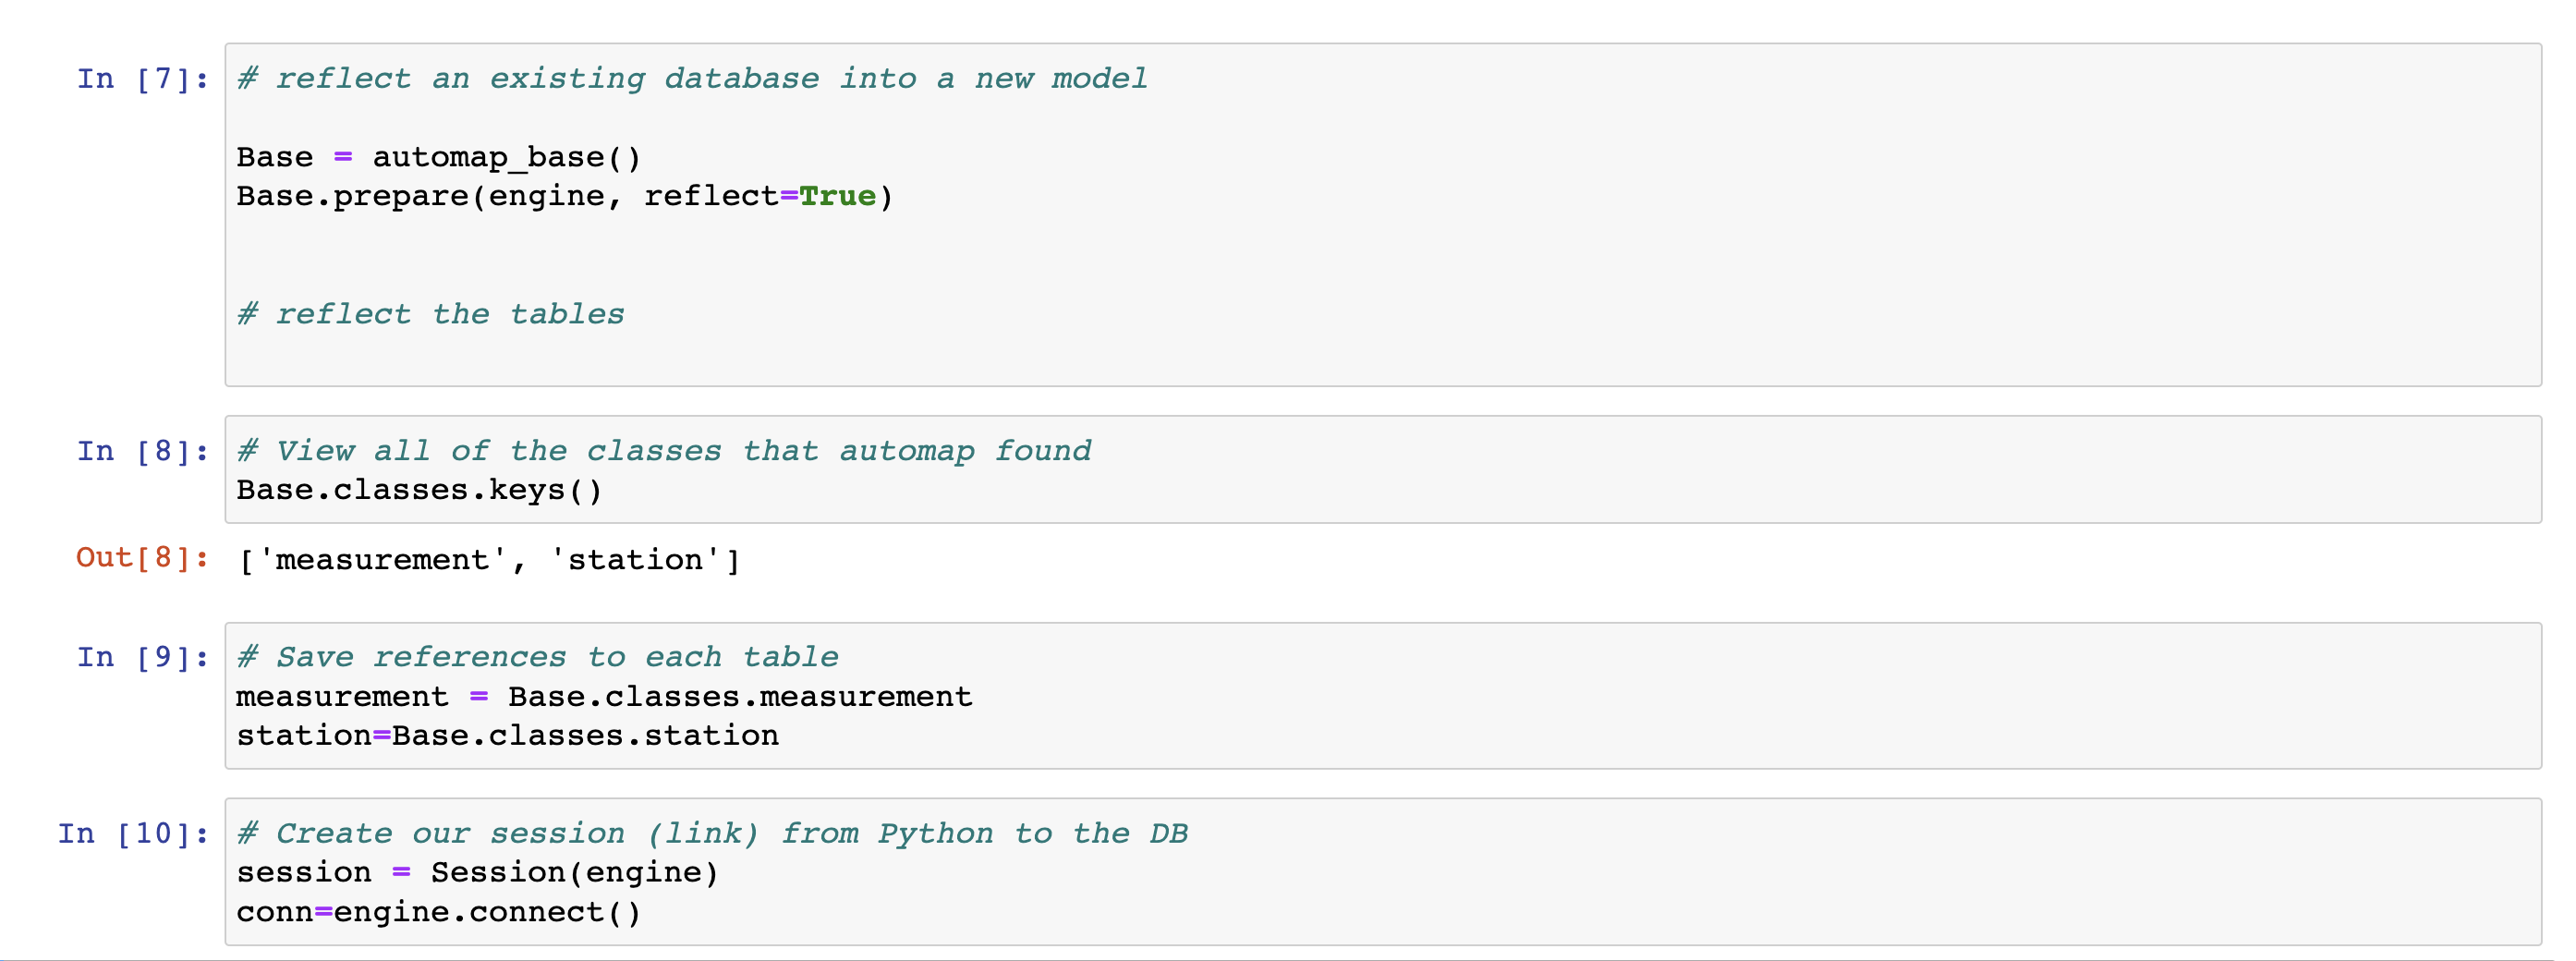 In [7]: # reflect an existing database into a new model
Base = automap_base()
Base.prepare(engine, reflect=True)
# reflect the tables
In [8]: # View all of the classes that automap found
Base.classes.keys()
Out[8]: ['measurement', 'station']
In [9]: # Save references to each table
measurement = Base.classes.measurement
station=Base.classes.station
In [10]: # Create our session (link) from Python to the DB
session = Session(engine)
conn=engine.connect()